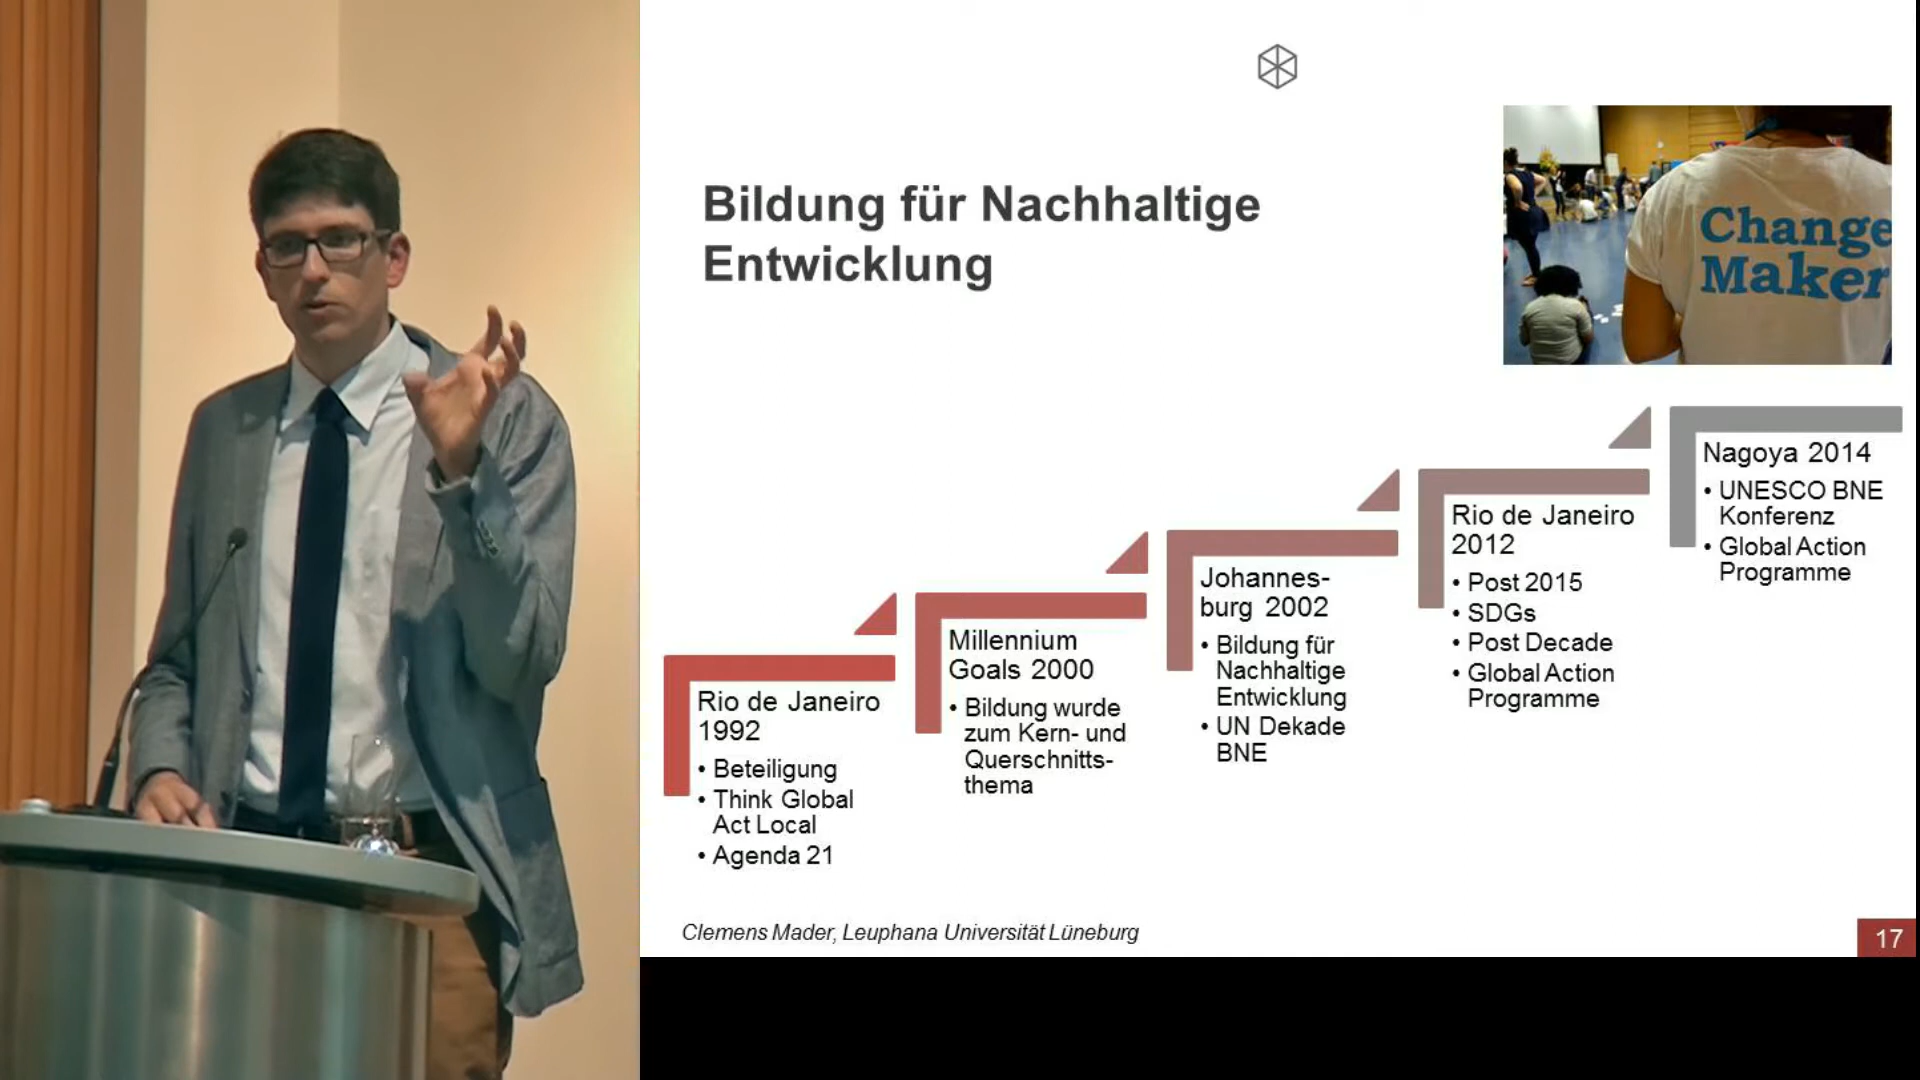 Bildung für Nachhaltige
Entwicklung
Change
Maker
Rio de Janeiro
1992
• Beteiligung
• Think Global
Act Local
• Agenda 21
Millennium
Goals 2000
• Bildung wurde
zum Kern- und
Querschnitts-
thema
Johannes-
burg 2002
• Bildung für
Nachhaltige
Entwicklung
• UN Dekade
BNE
Rio de Janeiro
2012
• Post 2015
• SDGs
• Post Decade
• Global Action
Programme
Nagoya 2014
• UNESCO BNE
Konferenz
• Global Action
Programme
Clemens Mader, Leuphana Universität Lüneburg
17